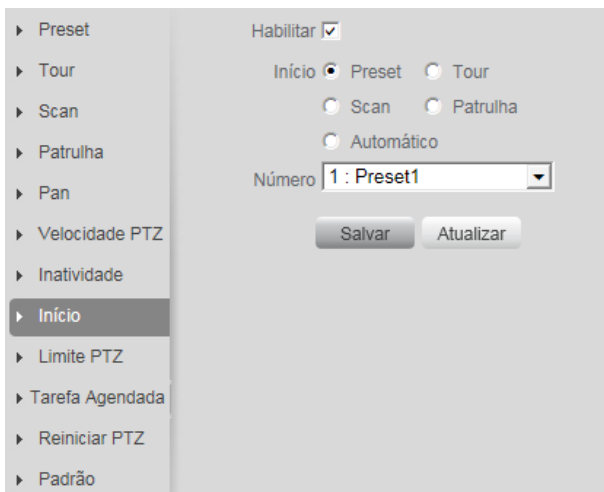 Preset
Tour
Scan
Patrulha
Pan
Velocidade PTZ
Inatividade
Início
Limite PTZ
Tarefa Agendada
Reiniciar PTZ
Padrão
Habilitar
Início Preset Tour
Scan Patrulha
Automático
Número 1 : Preset1
Salvar Atualizar